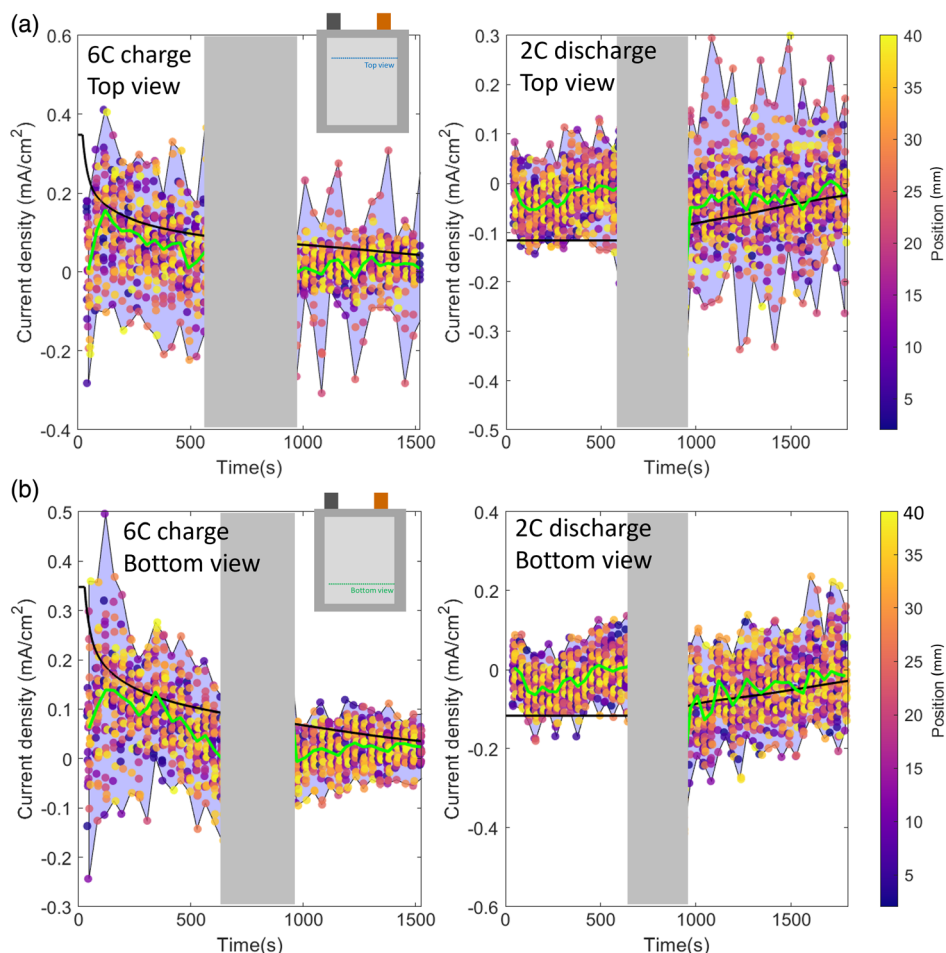 (a)
6C charge
Top view
Top view
Current density (mA/cm²)
0.6
0.4
0.2
0
-0.2
-0.4
0
500
1000
1500
Time(s)
2C discharge
Top view
Current density (mA/cm²)
0.3
0.2
0.1
0
-0.1
-0.2
-0.3
-0.4
-0.5
0
500
1000
1500
Time(s)
40
35
30
25
20
15
10
5
Position (mm)
(b)
6C charge
Bottom view
Bottom view
Current density (mA/cm²)
0.5
0.4
0.3
0.2
0.1
0
-0.1
-0.2
-0.3
0
500
1000
1500
Time(s)
2C discharge
Bottom view
Current density (mA/cm²)
0.4
0.2
0
-0.2
-0.4
-0.6
0
500
1000
1500
Time(s)
40
35
30
25
20
15
10
5
Position (mm)